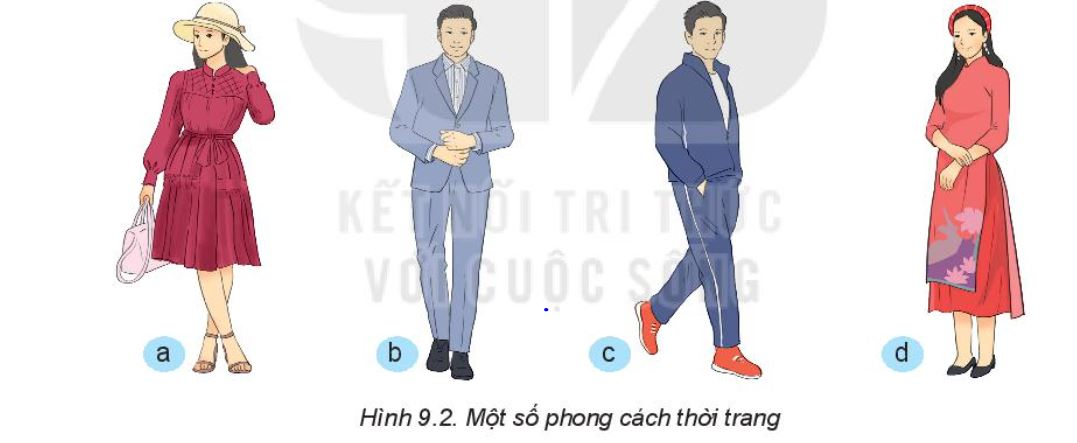 KẾT NỐI TRI THỨC
VỚI CUỘC SỐNG
a
b
c
d
Hình 9.2. Một số phong cách thời trang